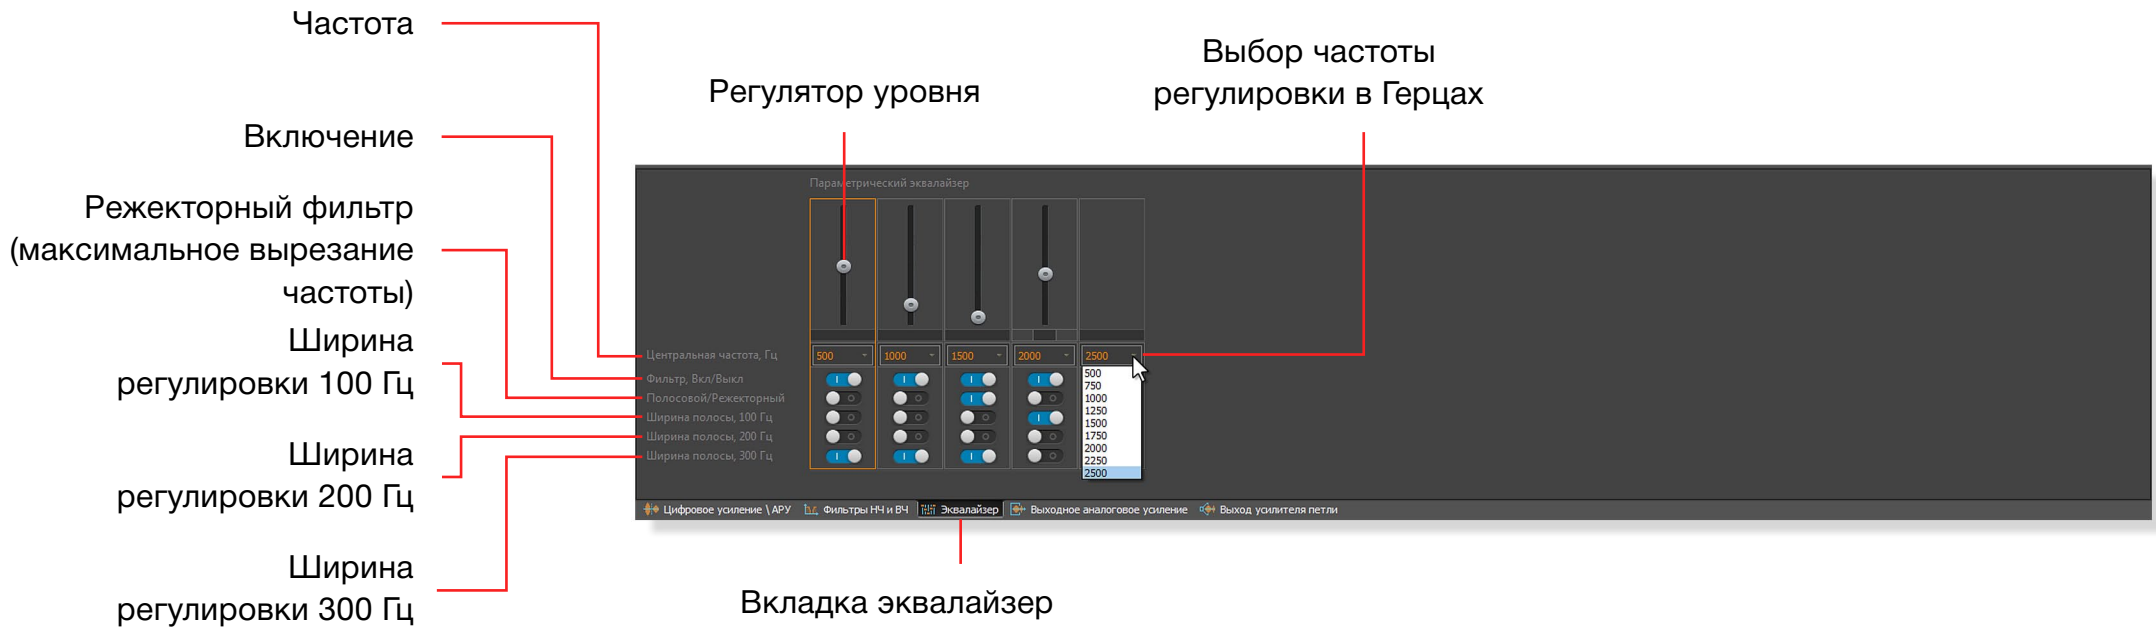 Частота
Включение
Режекторный фильтр
(максимальное вырезание
частоты)
Ширина
регулировки 100 Гц
Ширина
регулировки 200 Гц
Ширина
регулировки 300 Гц
Регулятор уровня
Выбор частоты
регулировки в Герцах
Параметрический эквалайзер
Центральная частота, Гц 500 1000 1500 2000 2500
Фильтр, Вкл/Выкл
Полосовой/Режекторный
Ширина полосы, 100 Гц
Ширина полосы, 200 Гц
Ширина полосы, 300 Гц
500
750
1000
1250
1500
1750
2000
2250
2500
Цифровое усиление \ АРУ Фильтры НЧ и ВЧ Эквалайзер Выходное аналоговое усиление Выход усилителя петли
Вкладка эквалайзер